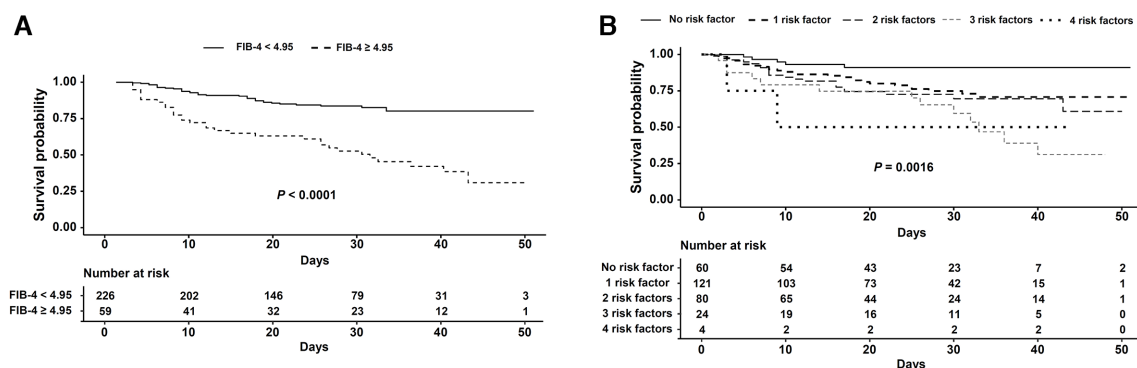 A
FIB-4 < 4.95 FIB-4 ≥ 4.95
Survival probability
1.00
0.75
0.50
0.25
0.00
P < 0.0001
0 10 20 30 40 50
Days
Number at risk
FIB-4 < 4.95 226 202 146 79 31 3
FIB-4 ≥ 4.95 59 41 32 23 12 1
0 10 20 30 40 50
Days
B
No risk factor 1 risk factor 2 risk factors 3 risk factors 4 risk factors
Survival probability
1.00
0.75
0.50
0.25
0.00
P = 0.0016
0 10 20 30 40 50
Days
Number at risk
No risk factor 60 54 43 23 7 2
1 risk factor 121 103 73 42 15 1
2 risk factors 80 65 44 24 14 1
3 risk factors 24 19 16 11 5 0
4 risk factors 4 2 2 2 2 0
0 10 20 30 40 50
Days